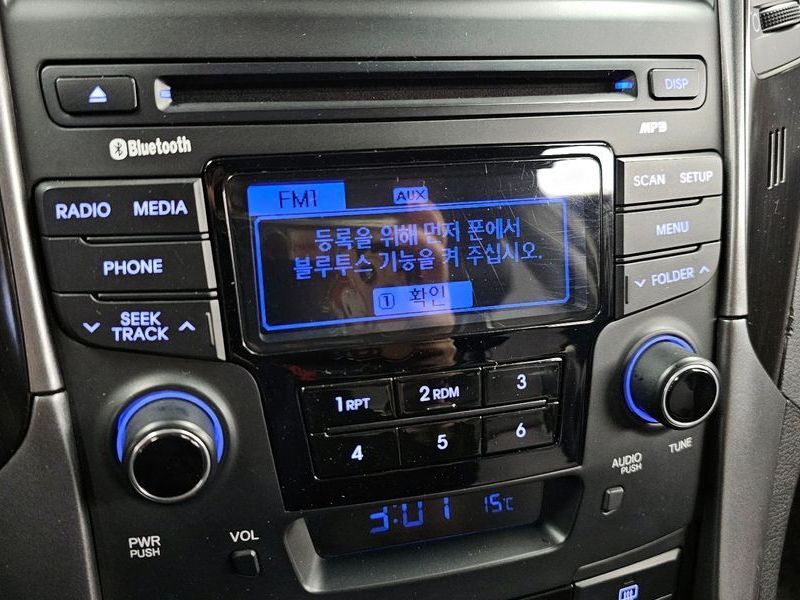 DISP
Bluetooth
MP3
RADIO MEDIA
PHONE
SEEK
TRACK
FM1 AUX
등록을 위해 먼저 폰에서
블루투스 기능을 켜 주십시오.
1 확인
SCAN SETUP
MENU
FOLDER
1 RPT 2 RDM 3
4 5 6
PWR
PUSH
VOL
3:01 15℃
AUDIO
PUSH
TUNE